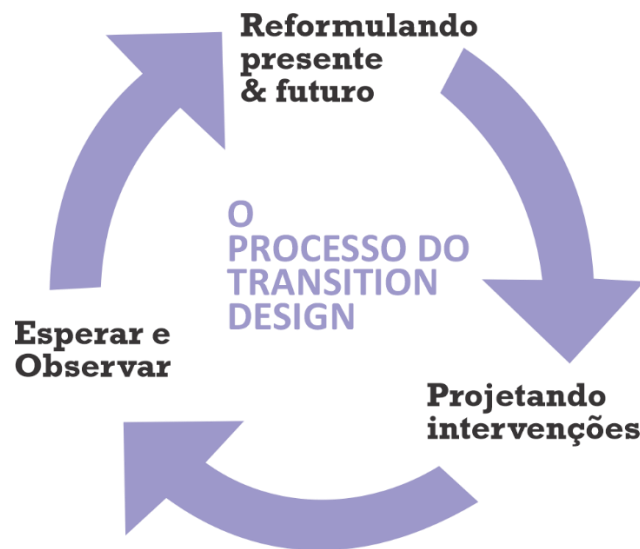 Reformulando
presente
& futuro
O
PROCESSO DO
TRANSITION
DESIGN
Esperar e
Observar
Projetando
intervenções